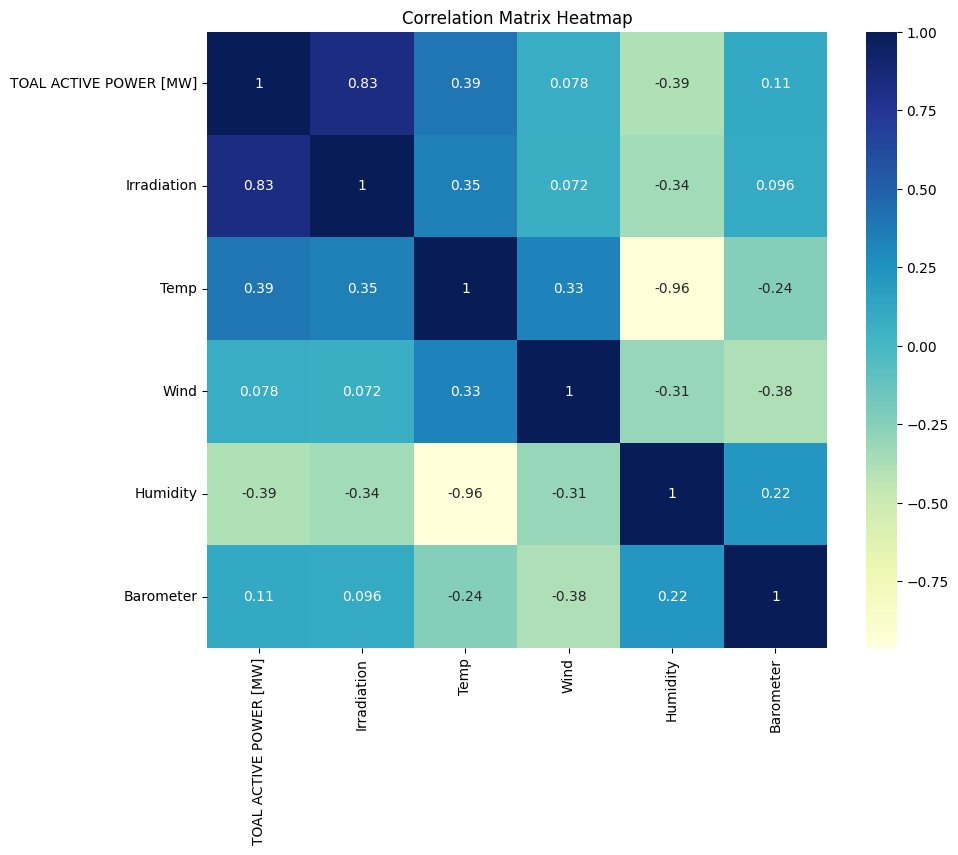 Correlation Matrix Heatmap
TOAL ACTIVE POWER [MW] 1 0.83 0.39 0.078 -0.39 0.11
Irradiation 0.83 1 0.35 0.072 -0.34 0.096
Temp 0.39 0.35 1 0.33 -0.96 -0.24
Wind 0.078 0.072 0.33 1 -0.31 -0.38
Humidity -0.39 -0.34 -0.96 -0.31 1 0.22
Barometer 0.11 0.096 -0.24 -0.38 0.22 1
TOAL ACTIVE POWER [MW]
Irradiation
Temp
Wind
Humidity
Barometer
1.00
0.75
0.50
0.25
0.00
−0.25
−0.50
−0.75